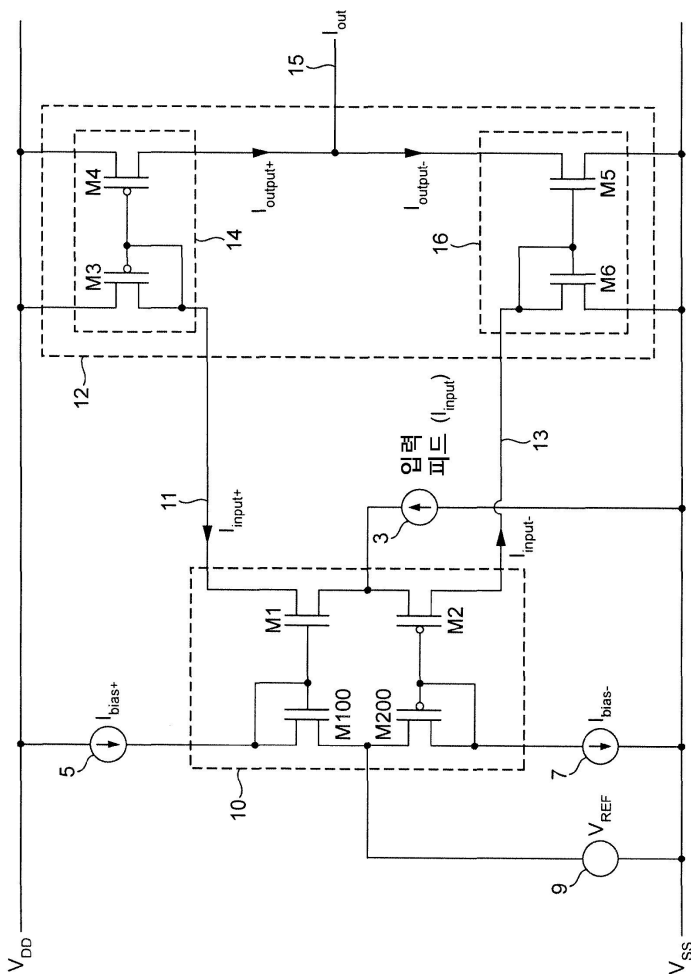 V_DD
V_SS
5
I_bias+
10
M100
M200
M1
M2
7
I_bias-
9
V_REF
11
I_input+
3
입력
피드 (I_input)
I_input-
13
12
M3
M4
14
I_output+
I_output-
15
I_out
16
M6
M5